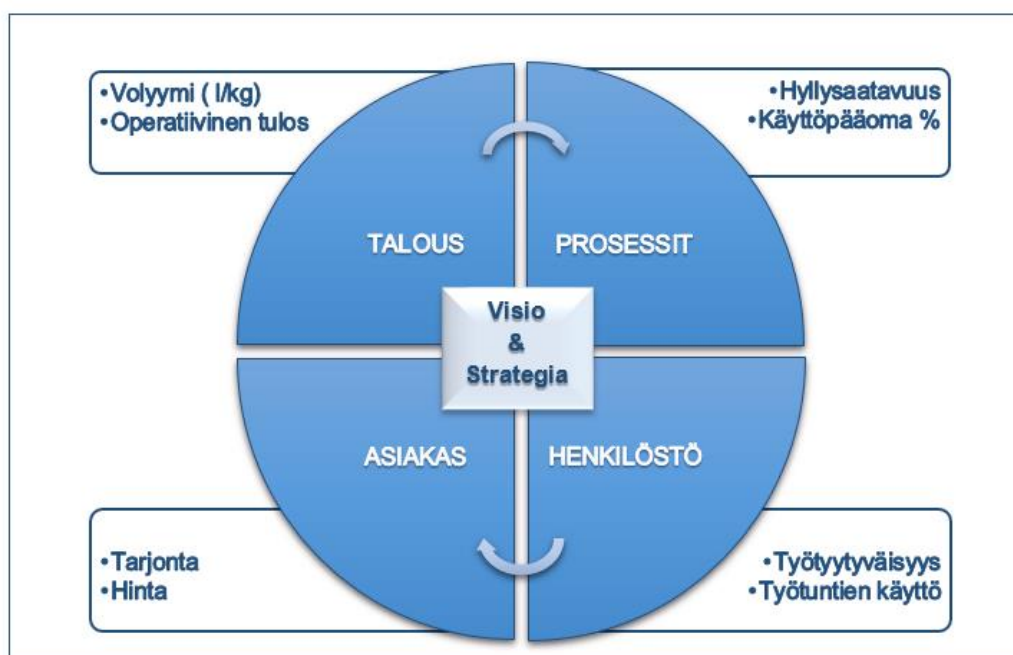 •Volyymi ( l/kg)
•Operatiivinen tulos
•Hyllysaatavuus
•Käyttöpääoma %
TALOUS
PROSESSIT
Visio
&
Strategia
ASIAKAS
HENKILÖSTÖ
•Tarjonta
•Hinta
•Työtyytyväisyys
•Työtuntien käyttö